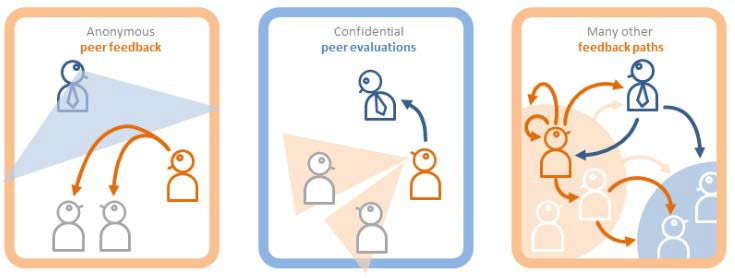 Anonymous
peer feedback
Confidential
peer evaluations
Many other
feedback paths